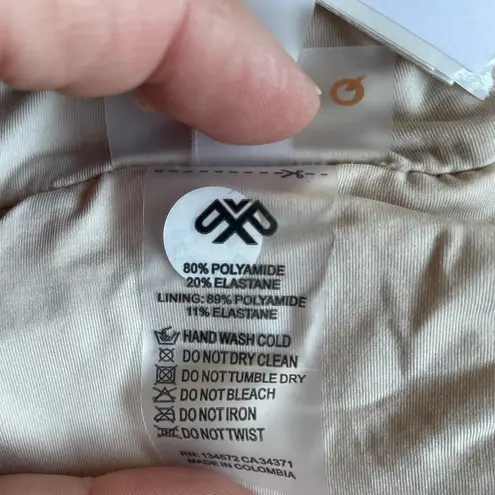 Q
80% POLYAMIDE
20% ELASTANE
LINING: 89% POLYAMIDE
11% ELASTANE
HAND WASH COLD
DO NOT DRY CLEAN
DO NOT TUMBLE DRY
DO NOT BLEACH
DO NOT IRON
DO NOT TWIST
RN: 134572 CA 34371
MADE IN COLOMBIA